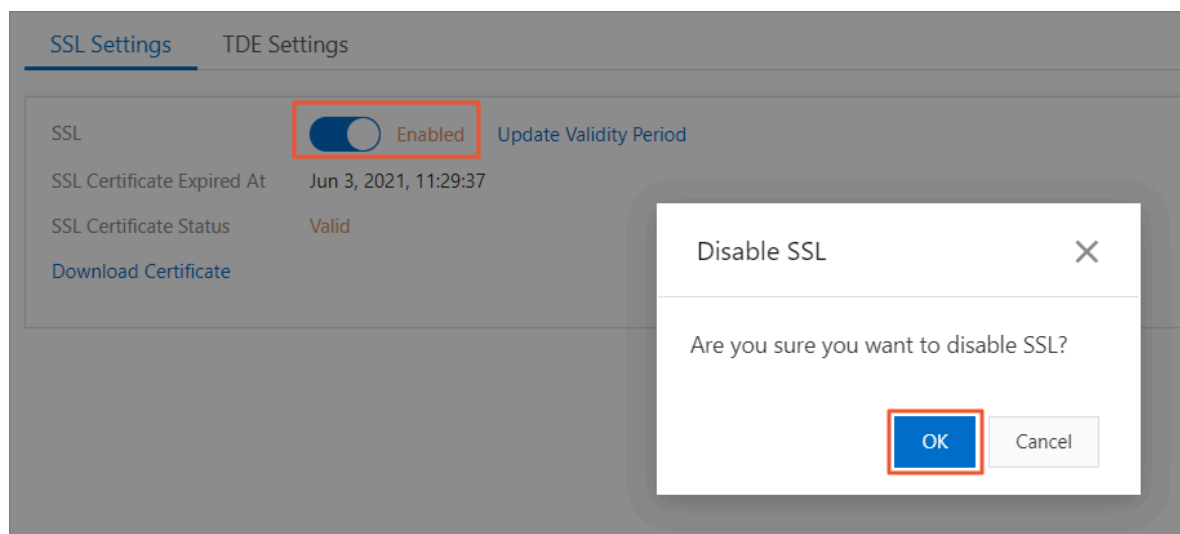 SSL Settings TDE Settings
SSL Enabled Update Validity Period
SSL Certificate Expired At Jun 3, 2021, 11:29:37
SSL Certificate Status Valid
Download Certificate
Disable SSL
Are you sure you want to disable SSL?
OK Cancel